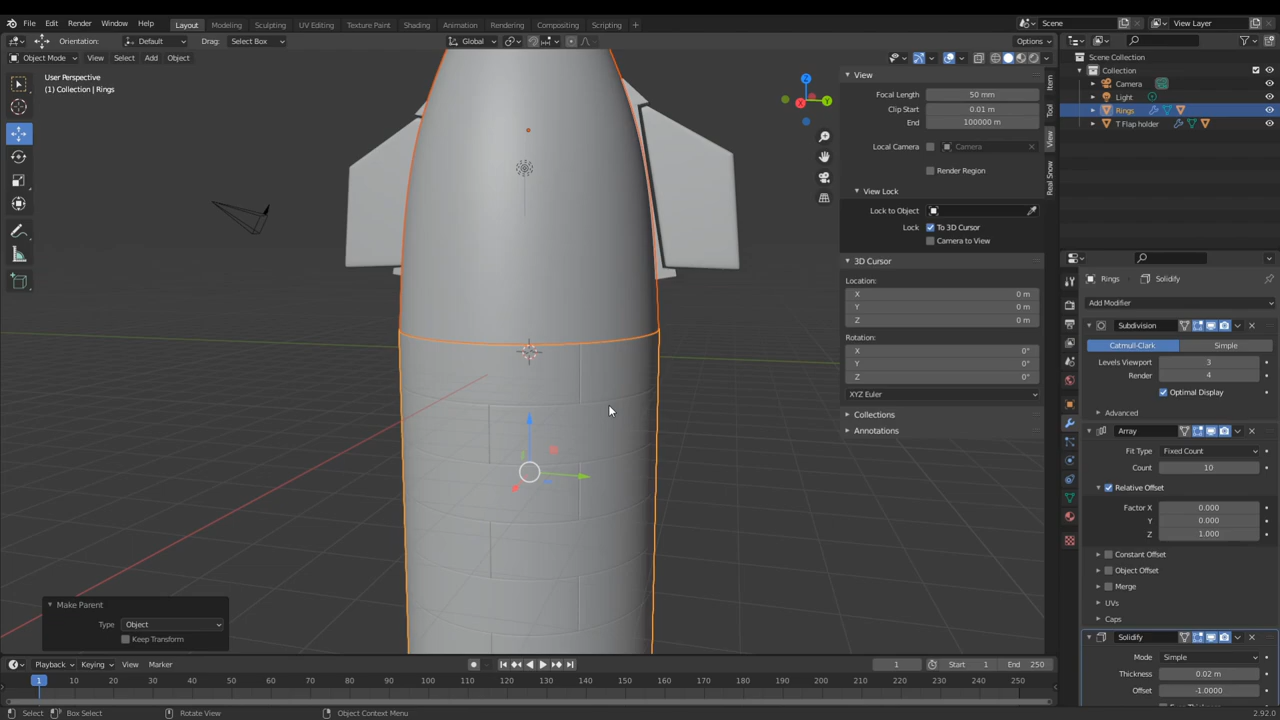 File Edit Render Window Help Layout Modeling Sculpting UV Editing Texture Paint Shading Animation Rendering Compositing Scripting + Scene View Layer
Orientation: Default Drag: Select Box Global Options
Object Mode View Select Add Object
User Perspective
(1) Collection | Rings
Z
Y
X
View
Focal Length 50 mm
Clip Start 0.01 m
End 100000 m
Local Camera Camera
Render Region
View Lock
Lock to Object
Lock To 3D Cursor
Camera to View
3D Cursor
Location:
X 0 m
Y 0 m
Z 0 m
Rotation:
X 0°
Y 0°
Z 0°
XYZ Euler
Collections
Annotations
Item
Tool
View
Real Snow
Scene Collection
Collection
Camera
Light
Rings
T Flap holder
Rings Solidify
Add Modifier
Subdivision
Catmull-Clark Simple
Levels Viewport 3
Render 4
Optimal Display
Advanced
Array
Fit Type Fixed Count
Count 10
Relative Offset
Factor X 0.000
Y 0.000
Z 1.000
Constant Offset
Object Offset
Merge
UVs
Caps
Solidify
Mode Simple
Thickness 0.02 m
Offset -1.0000
Make Parent
Type Object
Keep Transform
Playback Keying View Marker 1 Start 1 End 250
1 10 20 30 40 50 60 70 80 90 100 110 120 130 140 150 160 170 180 190 200 210 220 230 240 250
Select Box Select Rotate View Object Context Menu 2.92.0